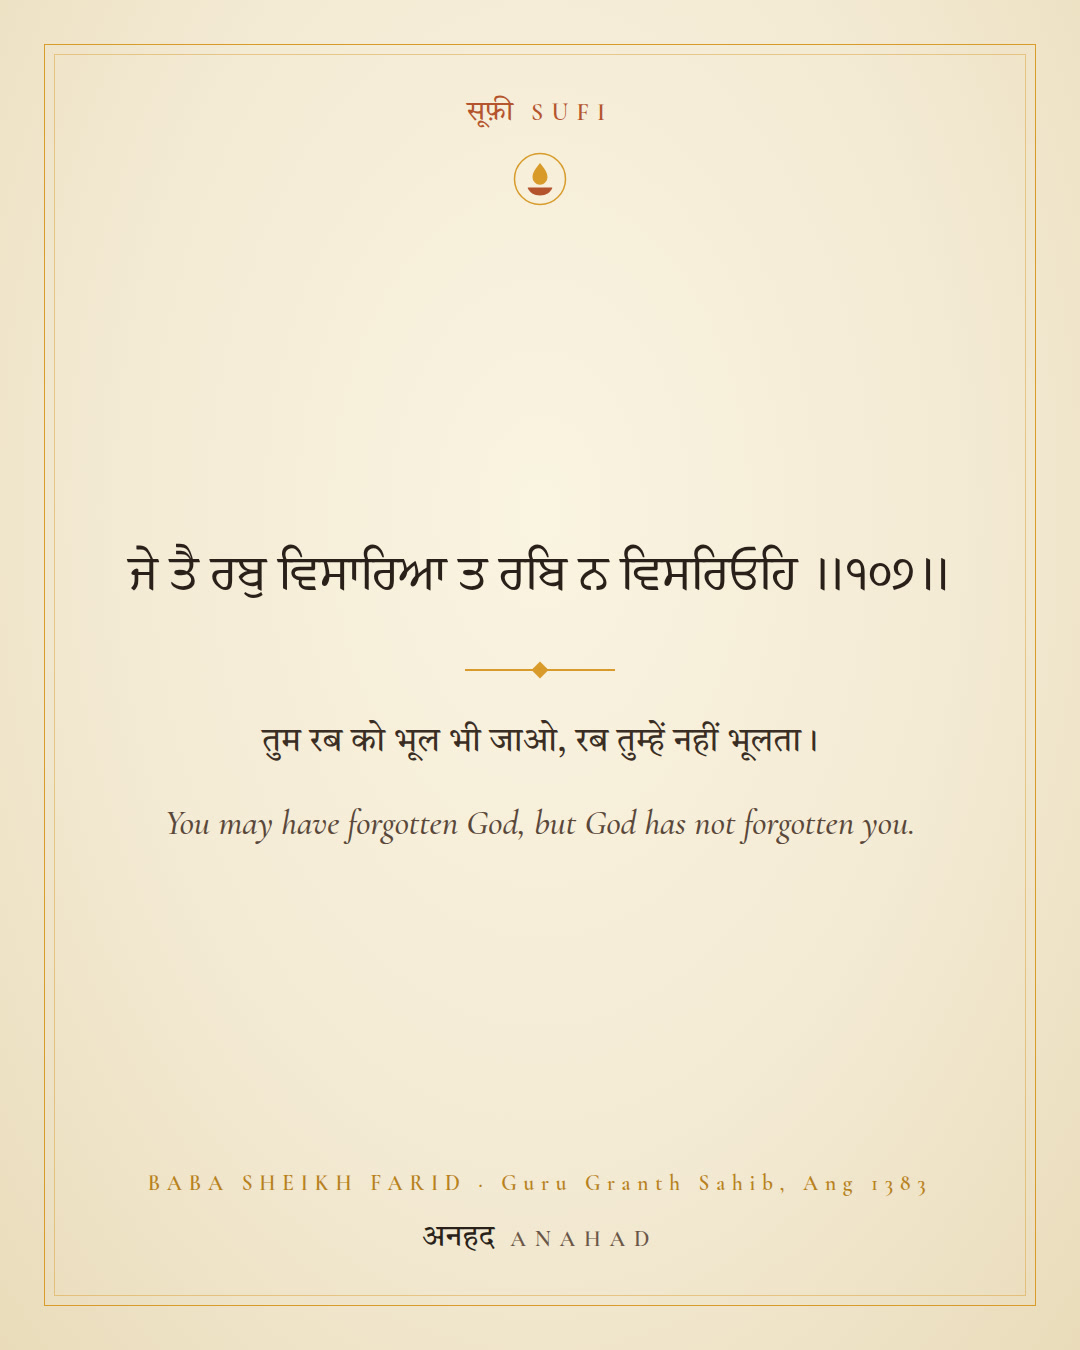 सूफ़ी SUFI
ਜੇ ਤੈ ਰਬੁ ਵਿਸਾਰਿਆ ਤ ਰਬਿ ਨ ਵਿਸਰਿਓਹਿ ॥੧੦੭॥
तुम रब को भूल भी जाओ, रब तुम्हें नहीं भूलता।
You may have forgotten God, but God has not forgotten you.
BABA SHEIKH FARID · Guru Granth Sahib, Ang 1383
अनहद ANAHAD